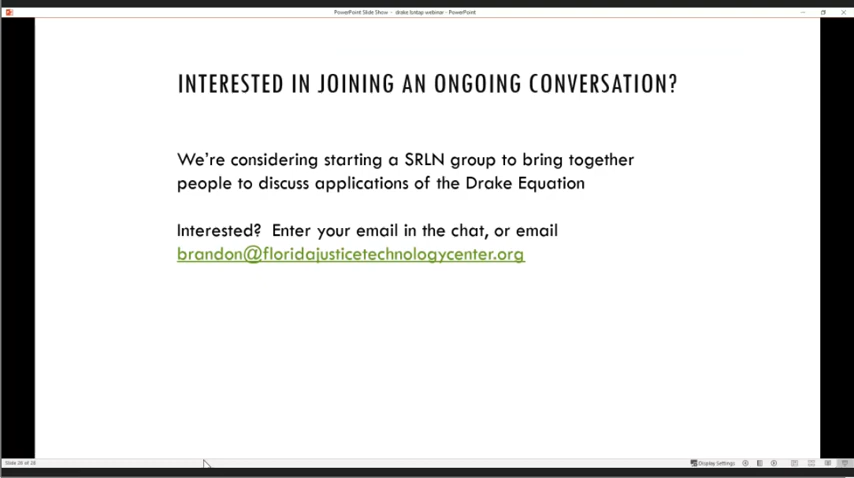 PowerPoint Slide Show - drake lsntap webinar - PowerPoint
INTERESTED IN JOINING AN ONGOING CONVERSATION?
We're considering starting a SRLN group to bring together
people to discuss applications of the Drake Equation
Interested? Enter your email in the chat, or email
brandon@floridajusticetechnologycenter.org
Display Settings